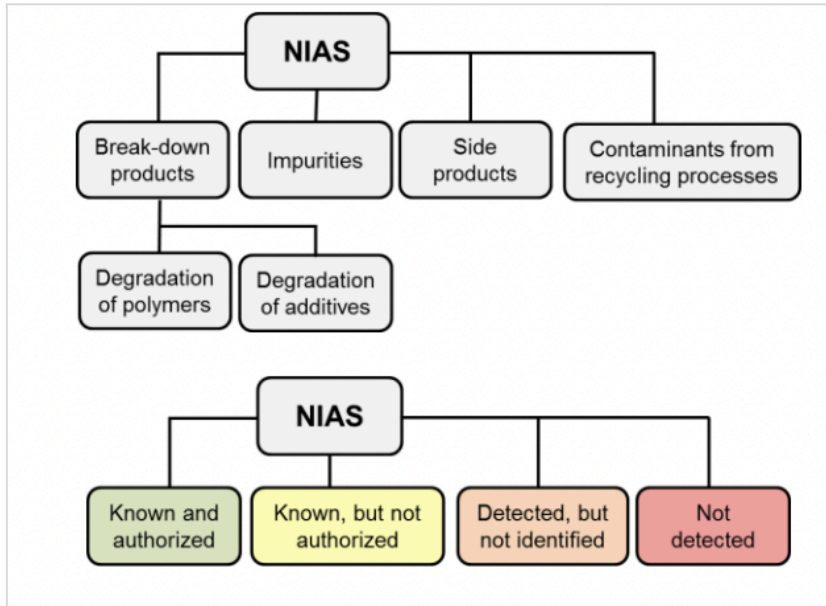 NIAS
Break-down
products
Impurities
Side
products
Contaminants from
recycling processes
Degradation
of polymers
Degradation
of additives
NIAS
Known and
authorized
Known, but not
authorized
Detected, but
not identified
Not
detected